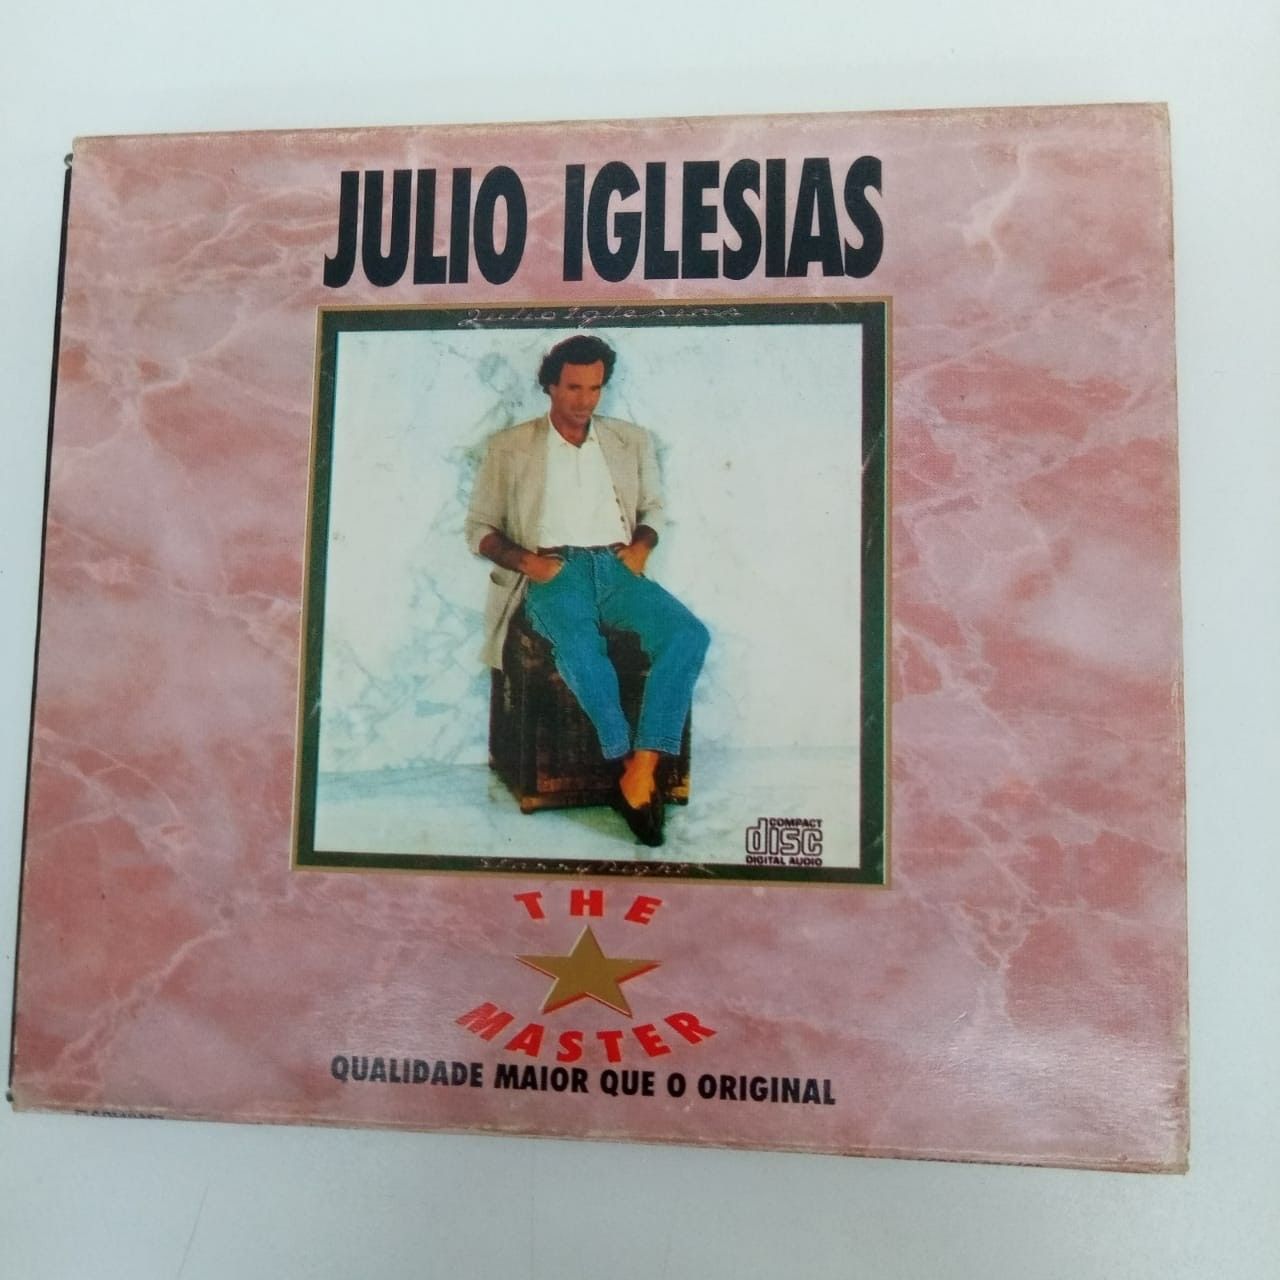 JULIO IGLESIAS
Julio Iglesias
COMPACT
disc
DIGITAL AUDIO
Starry Night
THE
MASTER
QUALIDADE MAIOR QUE O ORIGINAL